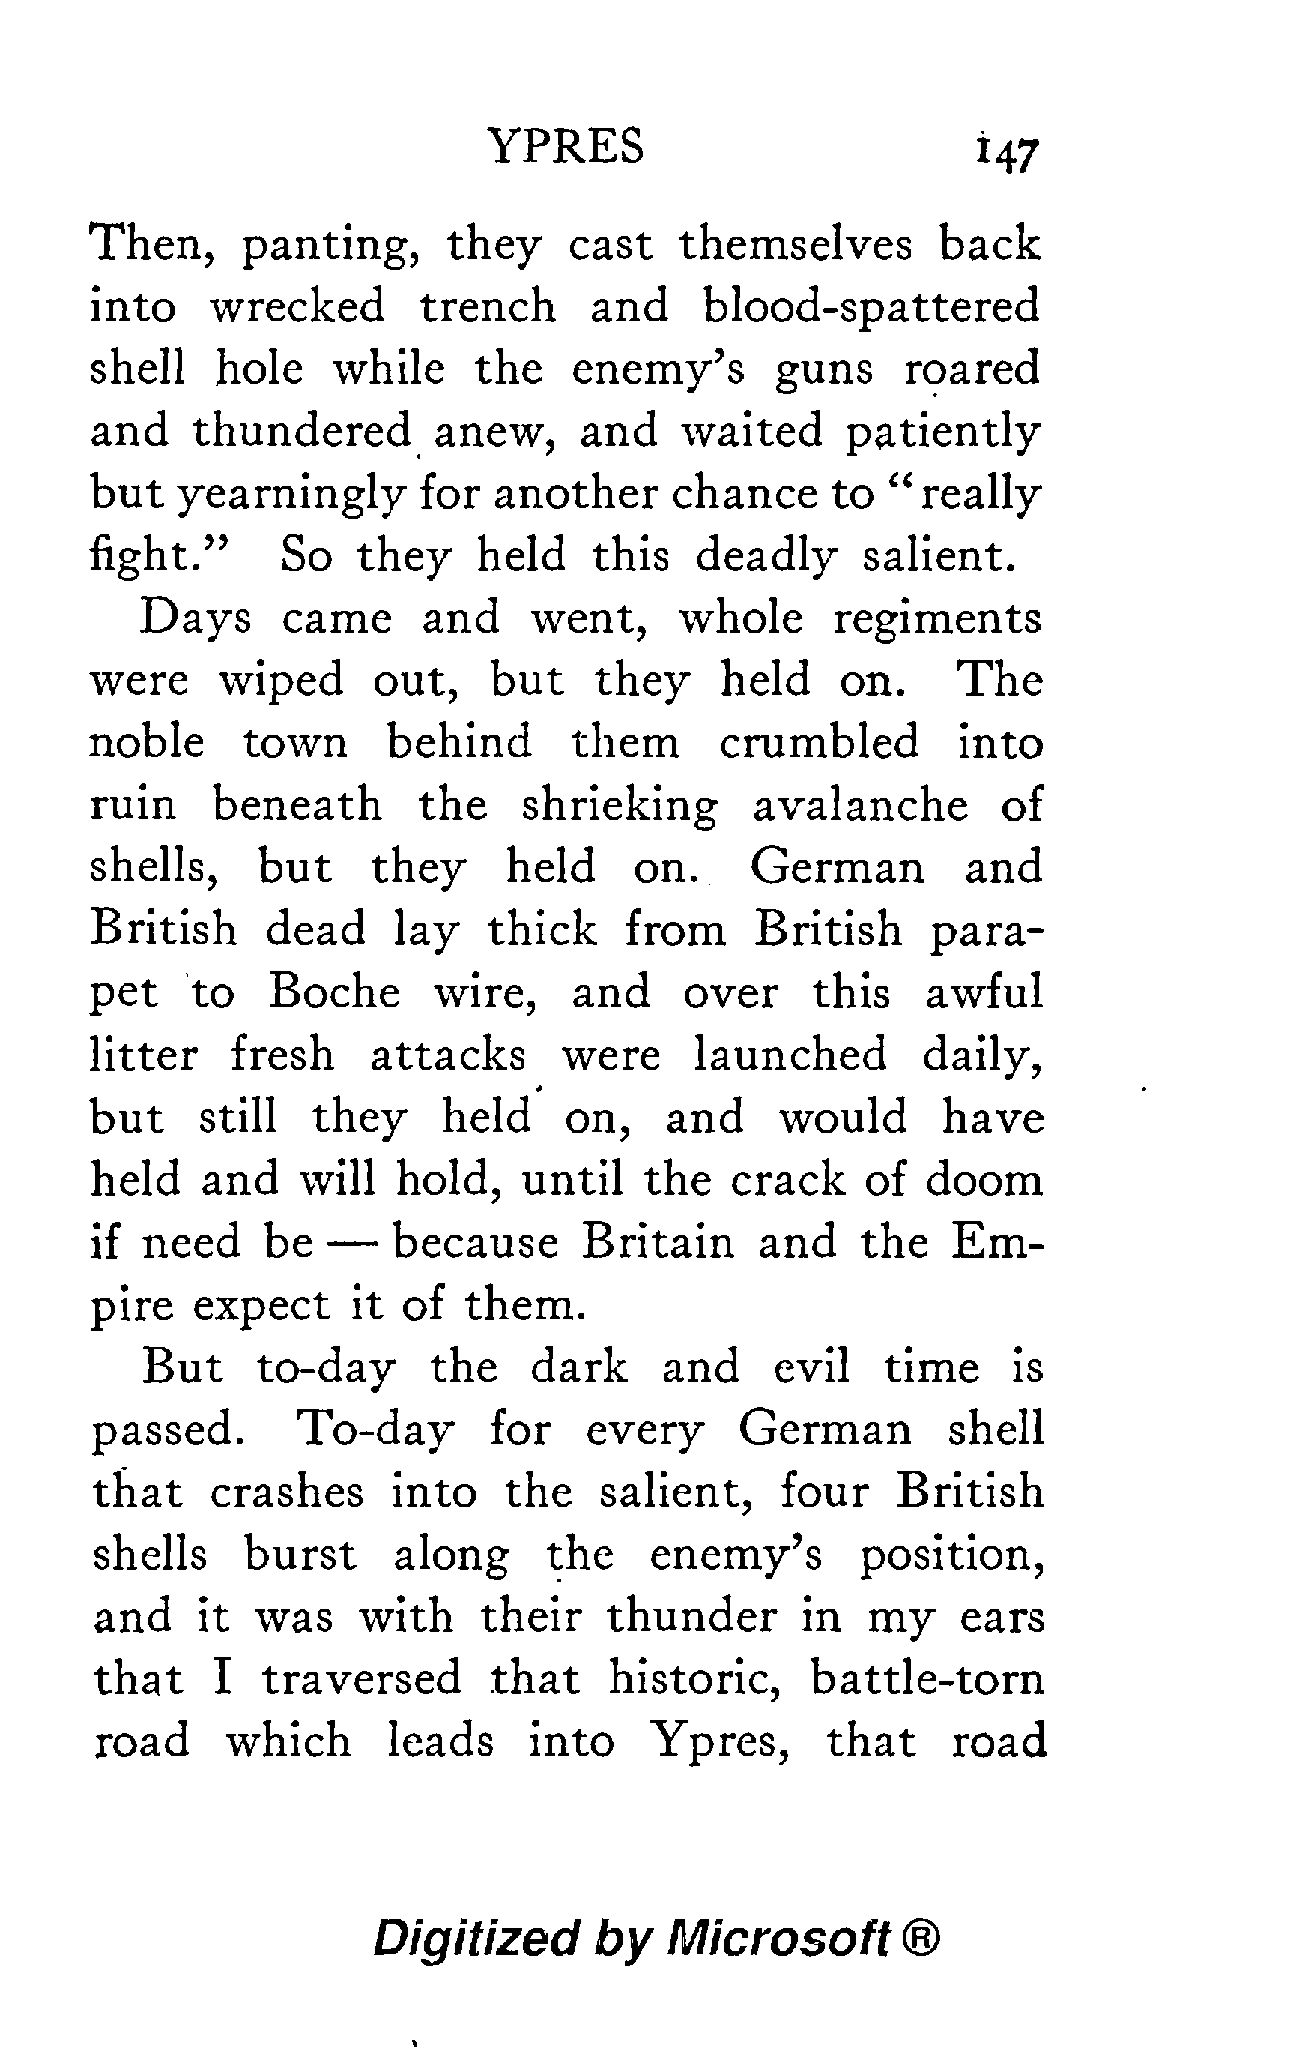 YPRES 147
Then, panting, they cast themselves back
into wrecked trench and blood-spattered
shell hole while the enemy's guns roared
and thundered anew, and waited patiently
but yearningly for another chance to "really
fight." So they held this deadly salient.
Days came and went, whole regiments
were wiped out, but they held on. The
noble town behind them crumbled into
ruin beneath the shrieking avalanche of
shells, but they held on. German and
British dead lay thick from British para-
pet to Boche wire, and over this awful
litter fresh attacks were launched daily,
but still they held on, and would have
held and will hold, until the crack of doom
if need be — because Britain and the Em-
pire expect it of them.
But to-day the dark and evil time is
passed. To-day for every German shell
that crashes into the salient, four British
shells burst along the enemy's position,
and it was with their thunder in my ears
that I traversed that historic, battle-torn
road which leads into Ypres, that road
Digitized by Microsoft ®